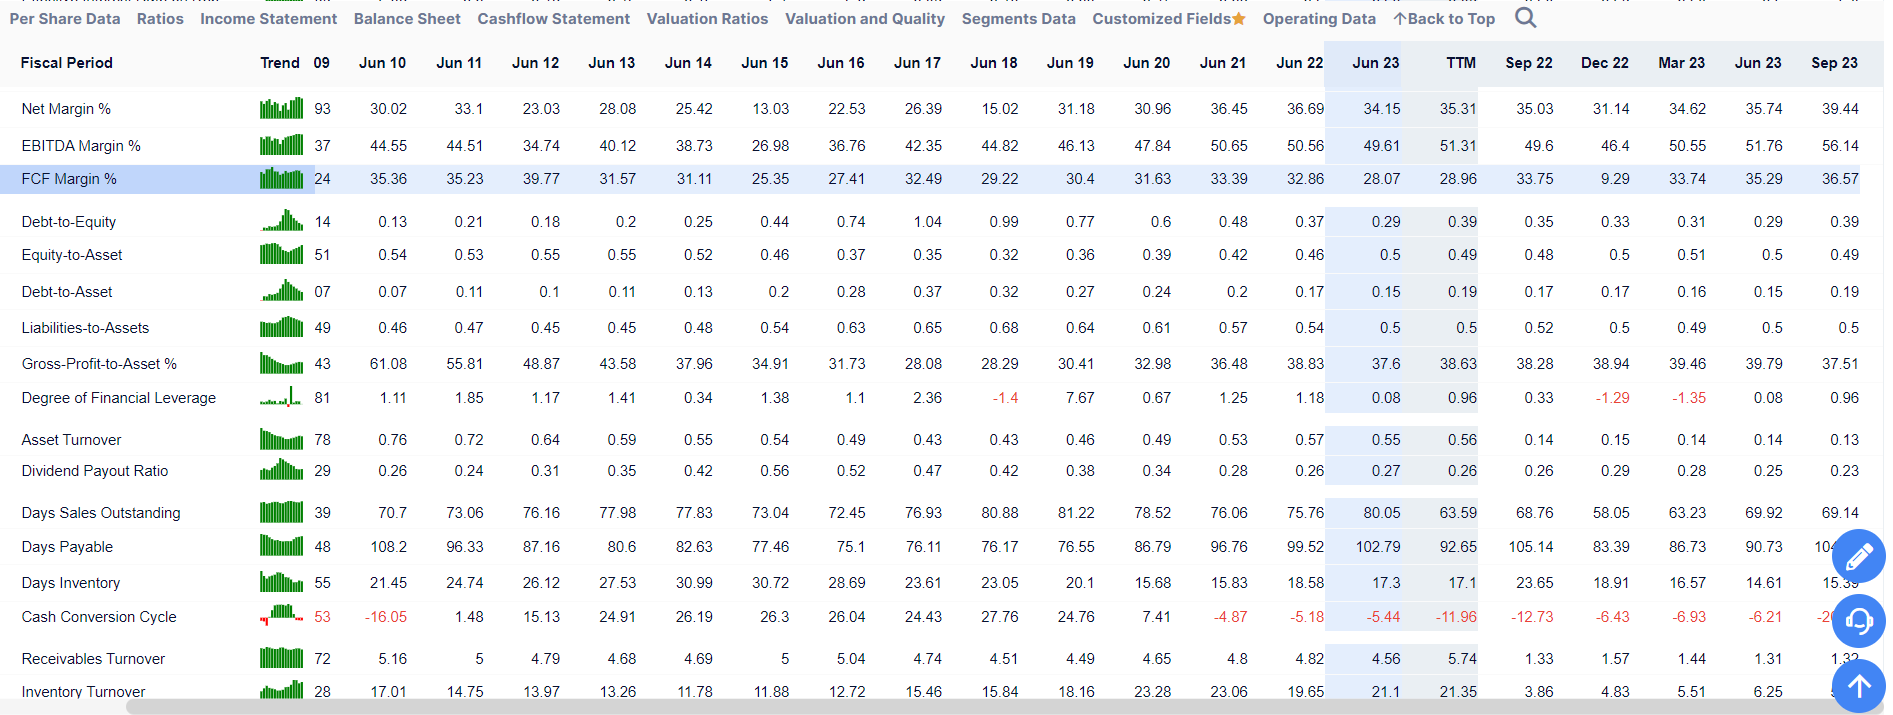 Per Share Data Ratios Income Statement Balance Sheet Cashflow Statement Valuation Ratios Valuation and Quality Segments Data Customized Fields Operating Data ↑Back to Top
Fiscal Period Trend 09 Jun 10 Jun 11 Jun 12 Jun 13 Jun 14 Jun 15 Jun 16 Jun 17 Jun 18 Jun 19 Jun 20 Jun 21 Jun 22 Jun 23 TTM Sep 22 Dec 22 Mar 23 Jun 23 Sep 23
Net Margin % 93 30.02 33.1 23.03 28.08 25.42 13.03 22.53 26.39 15.02 31.18 30.96 36.45 36.69 34.15 35.31 35.03 31.14 34.62 35.74 39.44
EBITDA Margin % 37 44.55 44.51 34.74 40.12 38.73 26.98 36.76 42.35 44.82 46.13 47.84 50.65 50.56 49.61 51.31 49.6 46.4 50.55 51.76 56.14
FCF Margin % 24 35.36 35.23 39.77 31.57 31.11 25.35 27.41 32.49 29.22 30.4 31.63 33.39 32.86 28.07 28.96 33.75 9.29 33.74 35.29 36.57
Debt-to-Equity 14 0.13 0.21 0.18 0.2 0.25 0.44 0.74 1.04 0.99 0.77 0.6 0.48 0.37 0.29 0.39 0.35 0.33 0.31 0.29 0.39
Equity-to-Asset 51 0.54 0.53 0.55 0.55 0.52 0.46 0.37 0.35 0.32 0.36 0.39 0.42 0.46 0.5 0.49 0.48 0.5 0.51 0.5 0.49
Debt-to-Asset 07 0.07 0.11 0.1 0.11 0.13 0.2 0.28 0.37 0.32 0.27 0.24 0.2 0.17 0.15 0.19 0.17 0.17 0.16 0.15 0.19
Liabilities-to-Assets 49 0.46 0.47 0.45 0.45 0.48 0.54 0.63 0.65 0.68 0.64 0.61 0.57 0.54 0.5 0.5 0.52 0.5 0.49 0.5 0.5
Gross-Profit-to-Asset % 43 61.08 55.81 48.87 43.58 37.96 34.91 31.73 28.08 28.29 30.41 32.98 36.48 38.83 37.6 38.63 38.28 38.94 39.46 39.79 37.51
Degree of Financial Leverage 81 1.11 1.85 1.17 1.41 0.34 1.38 1.1 2.36 -1.4 7.67 0.67 1.25 1.18 0.08 0.96 0.33 -1.29 -1.35 0.08 0.96
Asset Turnover 78 0.76 0.72 0.64 0.59 0.55 0.54 0.49 0.43 0.43 0.46 0.49 0.53 0.57 0.55 0.56 0.14 0.15 0.14 0.14 0.13
Dividend Payout Ratio 29 0.26 0.24 0.31 0.35 0.42 0.56 0.52 0.47 0.42 0.38 0.34 0.28 0.26 0.27 0.26 0.26 0.29 0.28 0.25 0.23
Days Sales Outstanding 39 70.7 73.06 76.16 77.98 77.83 73.04 72.45 76.93 80.88 81.22 78.52 76.06 75.76 80.05 63.59 68.76 58.05 63.23 69.92 69.14
Days Payable 48 108.2 96.33 87.16 80.6 82.63 77.46 75.1 76.11 76.17 76.55 86.79 96.76 99.52 102.79 92.65 105.14 83.39 86.73 90.73
Days Inventory 55 21.45 24.74 26.12 27.53 30.99 30.72 28.69 23.61 23.05 20.1 15.68 15.83 18.58 17.3 17.1 23.65 18.91 16.57 14.61 15.39
Cash Conversion Cycle 53 -16.05 1.48 15.13 24.91 26.19 26.3 26.04 24.43 27.76 24.76 7.41 -4.87 -5.18 -5.44 -11.96 -12.73 -6.43 -6.93 -6.21
Receivables Turnover 72 5.16 5 4.79 4.68 4.69 5 5.04 4.74 4.51 4.49 4.65 4.8 4.82 4.56 5.74 1.33 1.57 1.44 1.31 1.32
Inventory Turnover 28 17.01 14.75 13.97 13.26 11.78 11.88 12.72 15.46 15.84 18.16 23.28 23.06 19.65 21.1 21.35 3.86 4.83 5.51 6.25